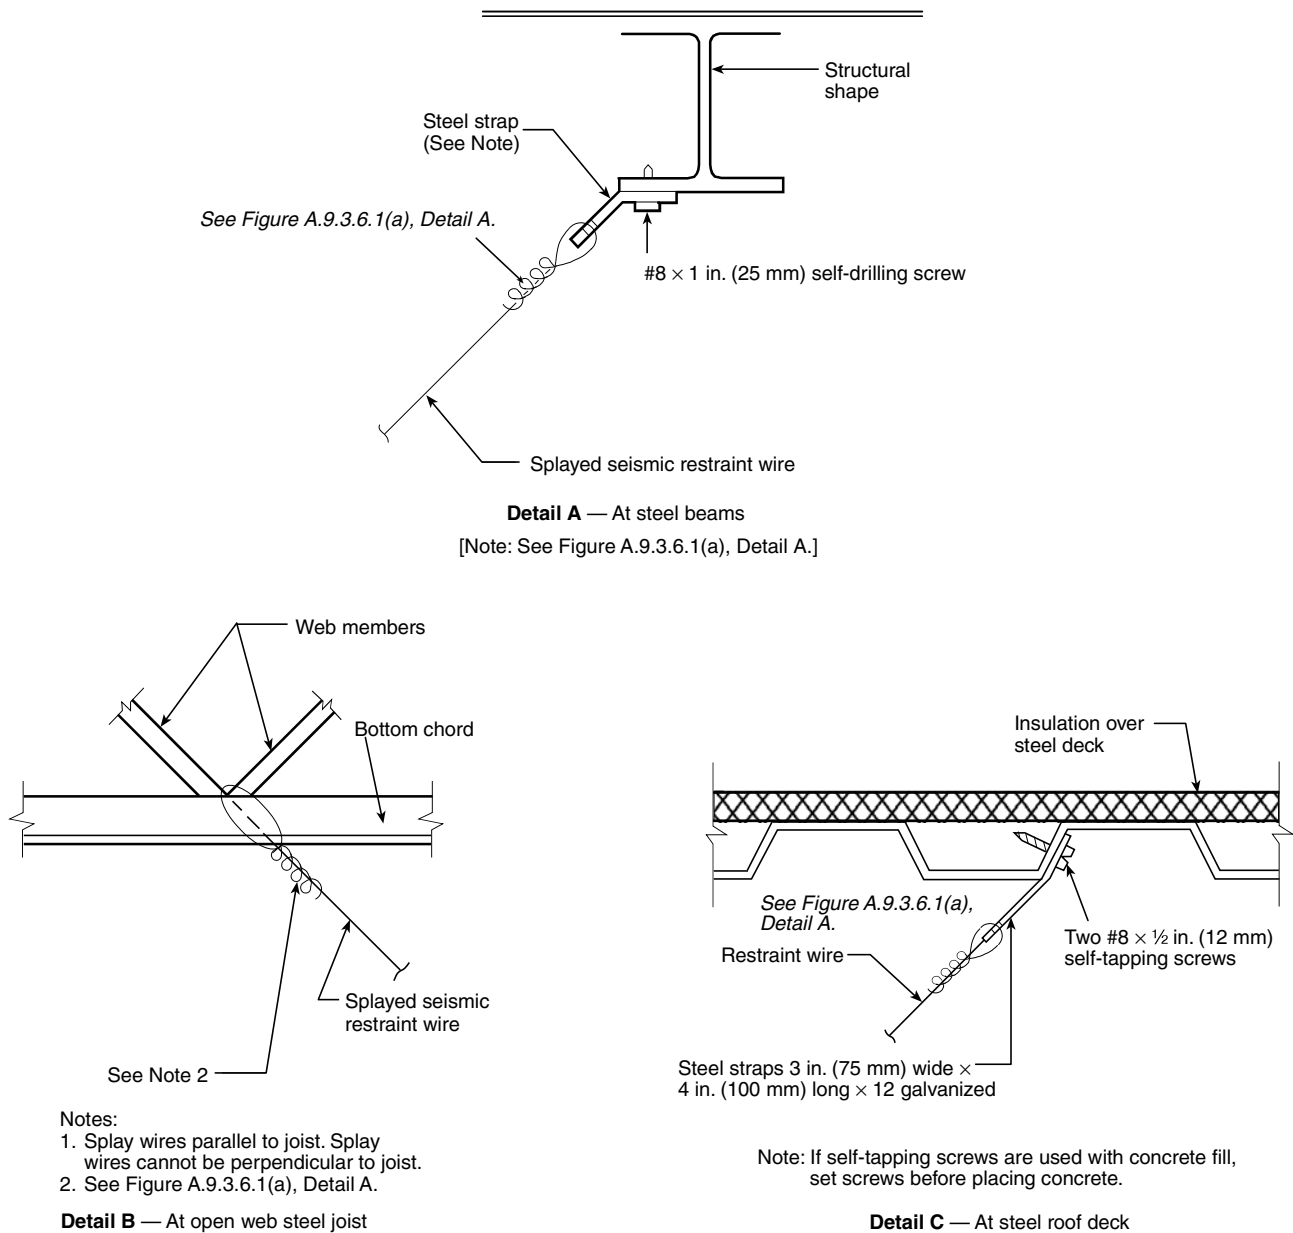 Structural
shape
Steel strap
(See Note)
See Figure A.9.3.6.1(a), Detail A.
#8 × 1 in. (25 mm) self-drilling screw
Splayed seismic restraint wire
Detail A — At steel beams
[Note: See Figure A.9.3.6.1(a), Detail A.]
Web members
Bottom chord
Splayed seismic
restraint wire
See Note 2
Notes:
1. Splay wires parallel to joist. Splay
wires cannot be perpendicular to joist.
2. See Figure A.9.3.6.1(a), Detail A.
Detail B — At open web steel joist
Insulation over
steel deck
See Figure A.9.3.6.1(a),
Detail A.
Restraint wire
Two #8 × ½ in. (12 mm)
self-tapping screws
Steel straps 3 in. (75 mm) wide ×
4 in. (100 mm) long × 12 galvanized
Note: If self-tapping screws are used with concrete fill,
set screws before placing concrete.
Detail C — At steel roof deck